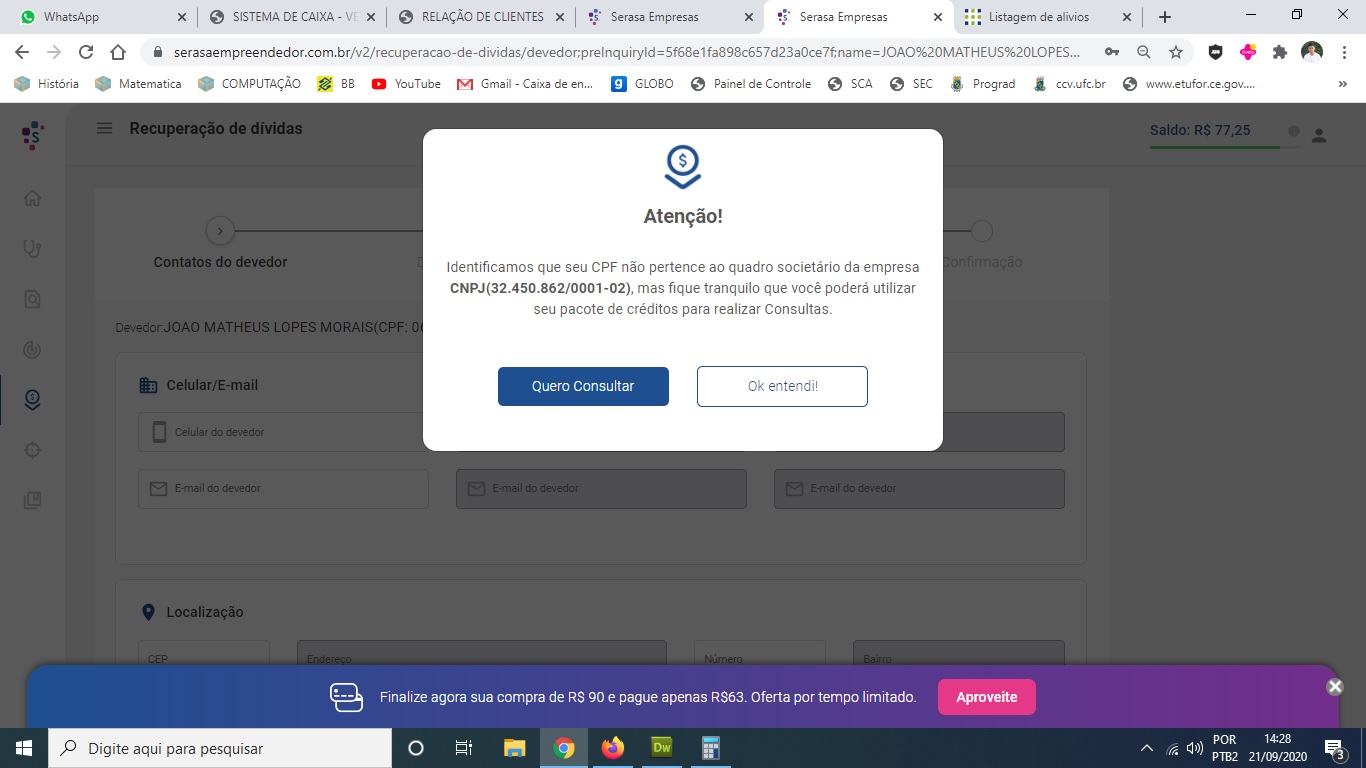 WhatsApp
SISTEMA DE CAIXA - VE
RELAÇÃO DE CLIENTES
Serasa Empresas
Serasa Empresas
Listagem de alivios
serasaempreendedor.com.br/v2/recuperacao-de-dividas/devedor;preInquiryId=5f68e1fa898c657d23a0ce7f;name=JOAO%20MATHEUS%20LOPES...
História
Matematica
COMPUTAÇÃO
BB
YouTube
Gmail - Caixa de en...
GLOBO
Painel de Controle
SCA
SEC
Prograd
ccv.ufc.br
www.etufor.ce.gov....
»
S
Recuperação de dívidas
Saldo: R$ 77,25
Atenção!
Identificamos que seu CPF não pertence ao quadro societário da empresa
CNPJ(32.450.862/0001-02), mas fique tranquilo que você poderá utilizar
seu pacote de créditos para realizar Consultas.
Quero Consultar
Ok entendi!
Contatos do devedor
Confirmação
Devedor:JOAO MATHEUS LOPES MORAIS(CPF: 06
Celular/E-mail
Celular do devedor
E-mail do devedor
E-mail do devedor
E-mail do devedor
Localização
CEP
Endereço
Número
Bairro
Finalize agora sua compra de R$ 90 e pague apenas R$63. Oferta por tempo limitado.
Aproveite
Digite aqui para pesquisar
Dw
POR
PTB2
14:28
21/09/2020
3